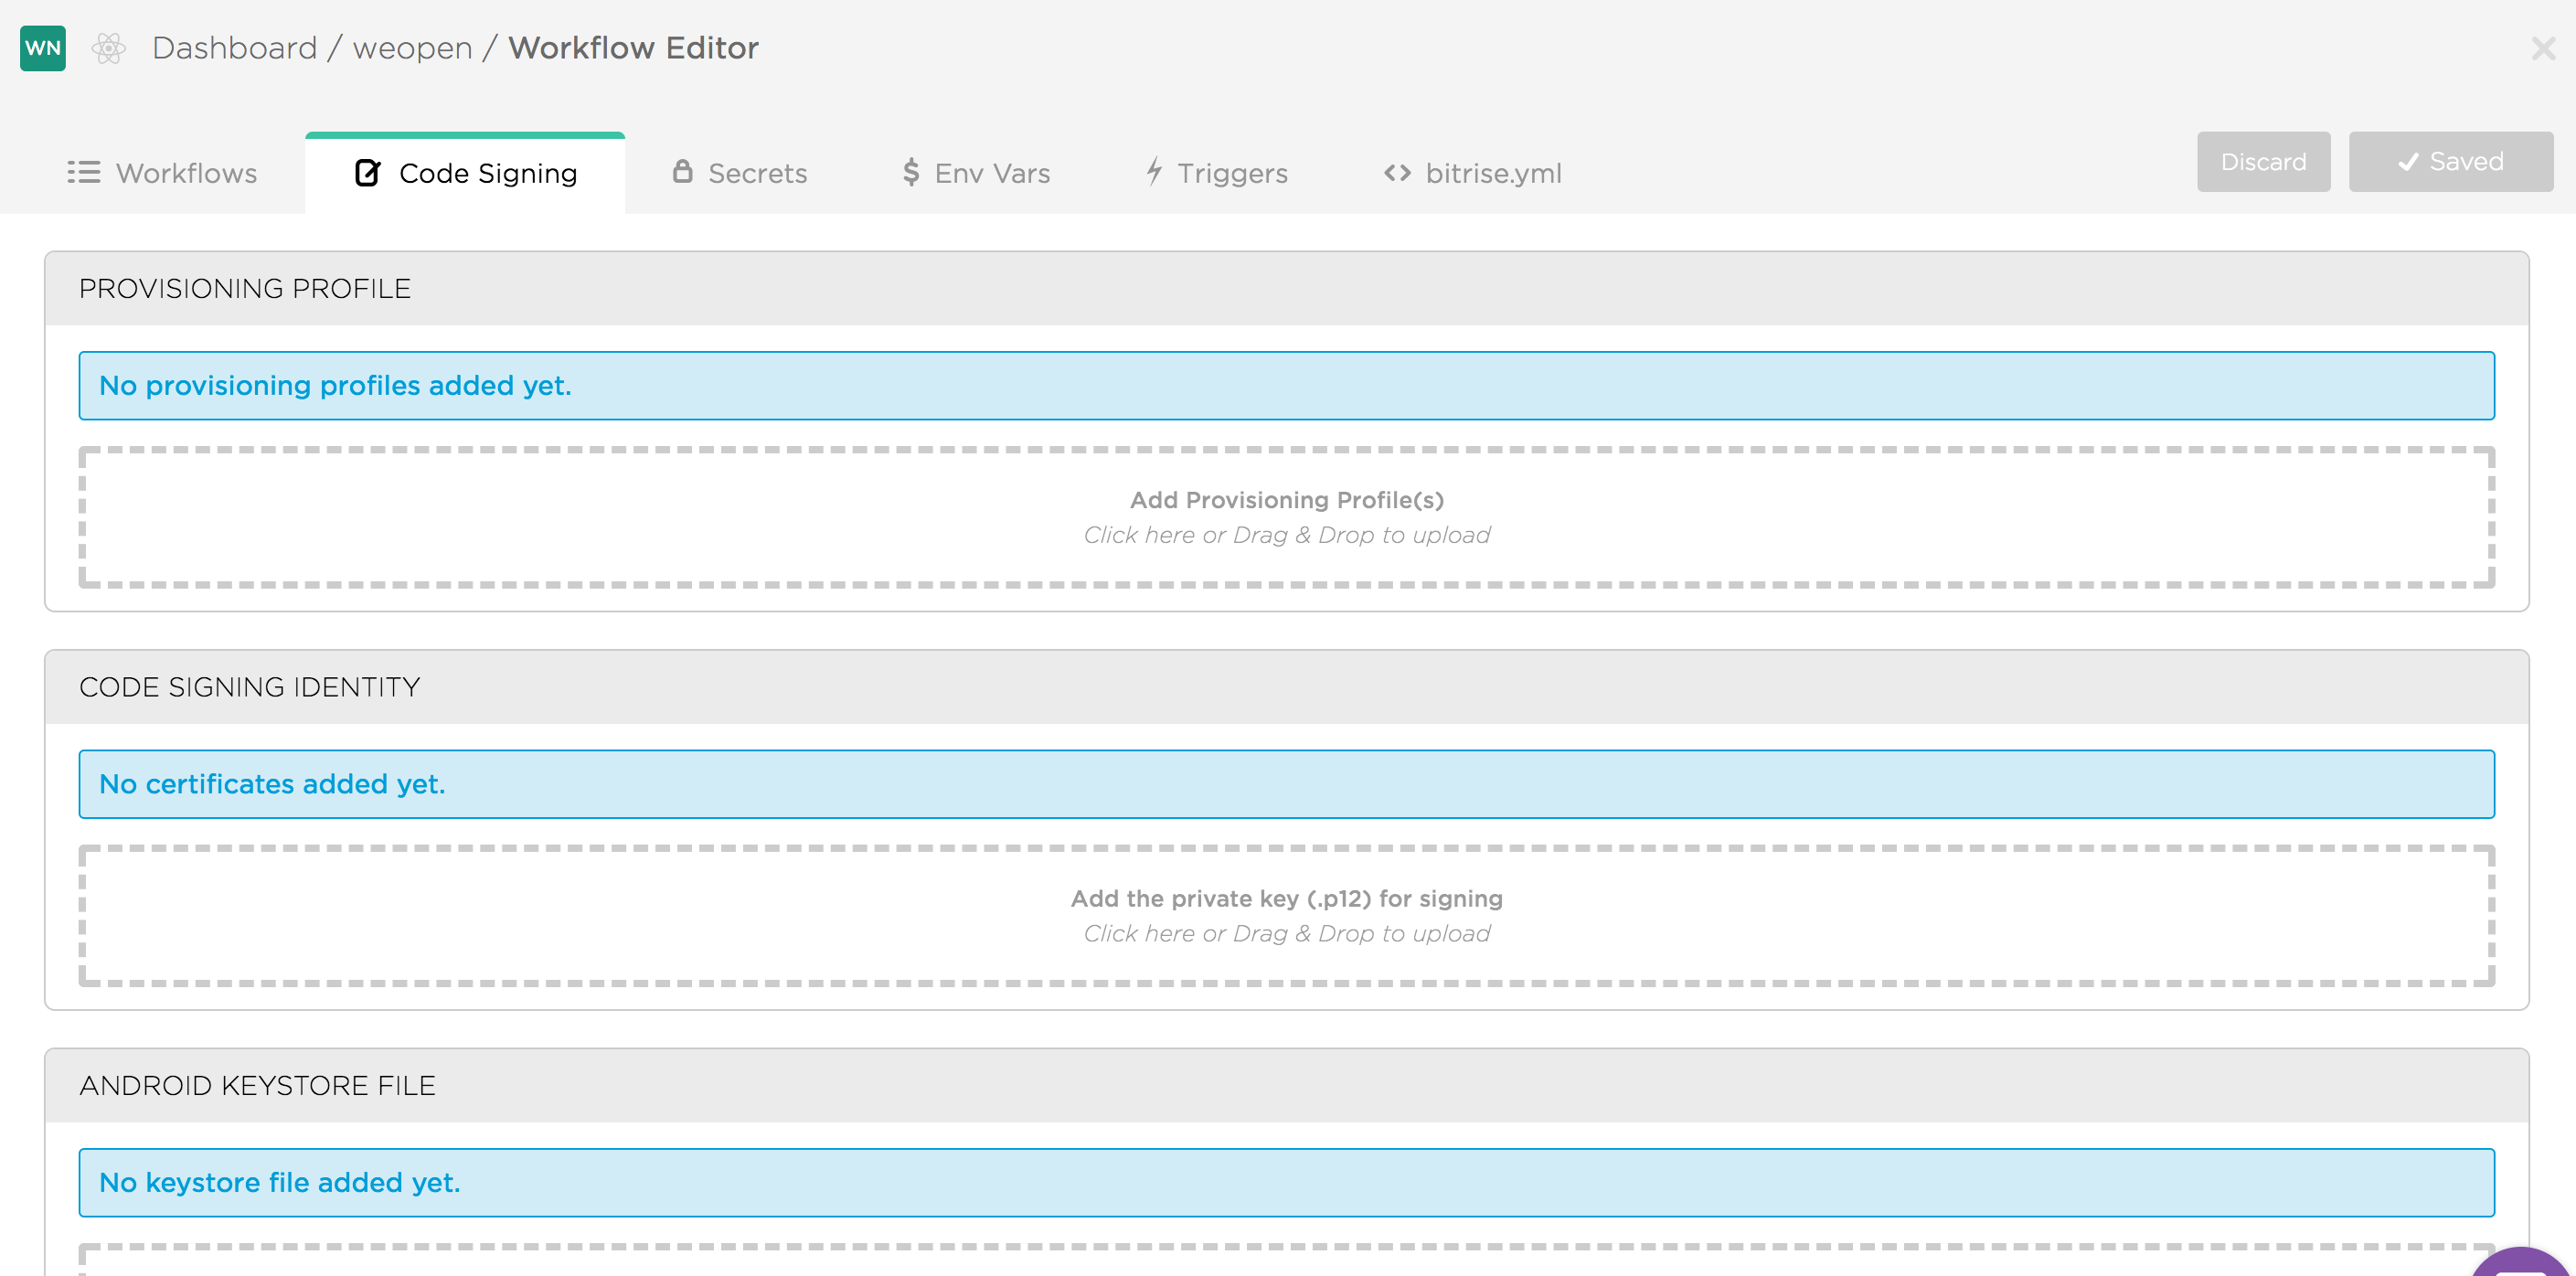 WN Dashboard / weopen / Workflow Editor
Workflows Code Signing Secrets $ Env Vars Triggers <> bitrise.yml Discard Saved
PROVISIONING PROFILE
No provisioning profiles added yet.
Add Provisioning Profile(s)
Click here or Drag & Drop to upload
CODE SIGNING IDENTITY
No certificates added yet.
Add the private key (.p12) for signing
Click here or Drag & Drop to upload
ANDROID KEYSTORE FILE
No keystore file added yet.